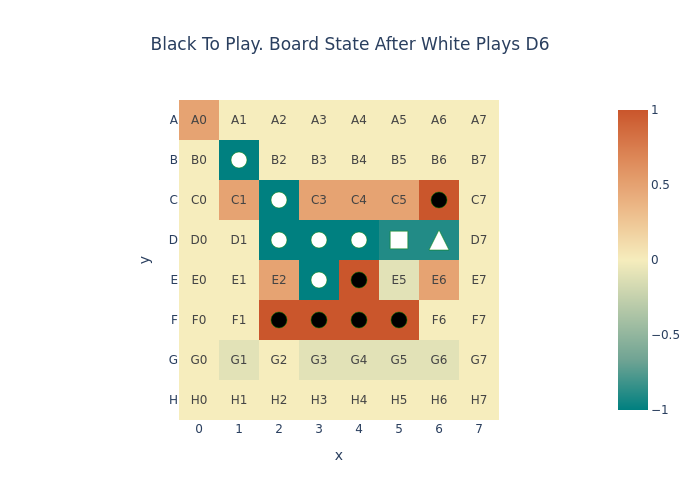 Black To Play. Board State After White Plays D6
A A0 A1 A2 A3 A4 A5 A6 A7
B B0 B2 B3 B4 B5 B6 B7
C C0 C1 C3 C4 C5 C7
D D0 D1 D7
E E0 E1 E2 E5 E6 E7
F F0 F1 F6 F7
G G0 G1 G2 G3 G4 G5 G6 G7
H H0 H1 H2 H3 H4 H5 H6 H7
0 1 2 3 4 5 6 7
x
y
1
0.5
0
−0.5
−1